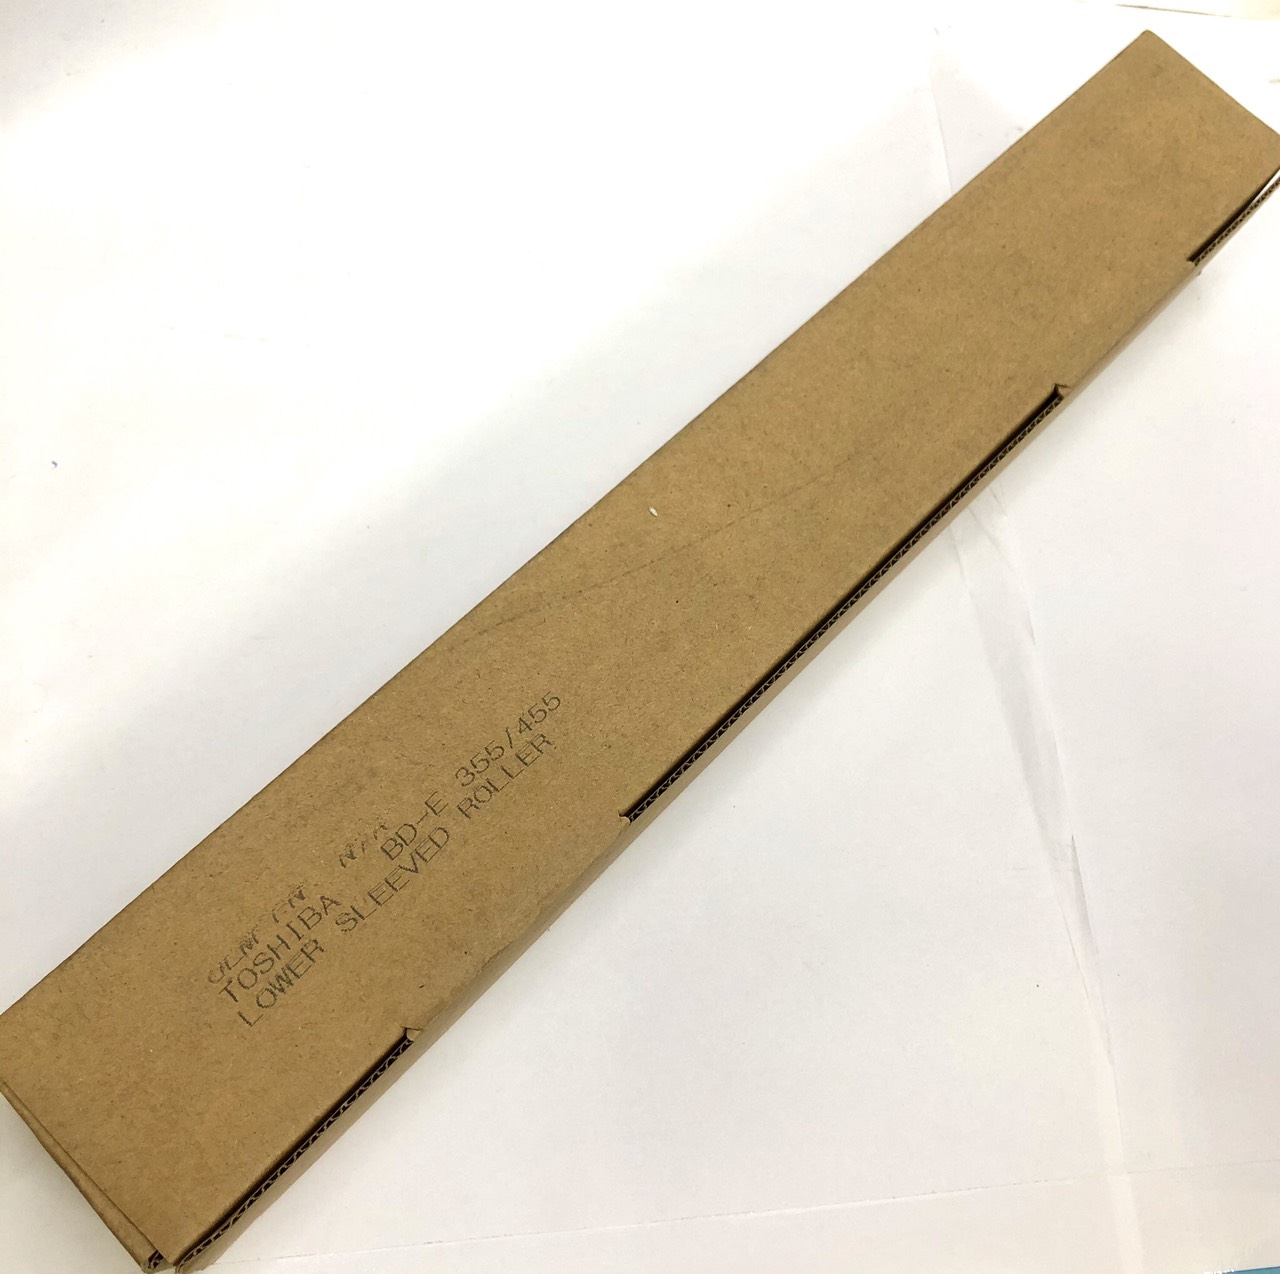 TOSHIBA BD-E 355/455
LOWER SLEEVED ROLLER